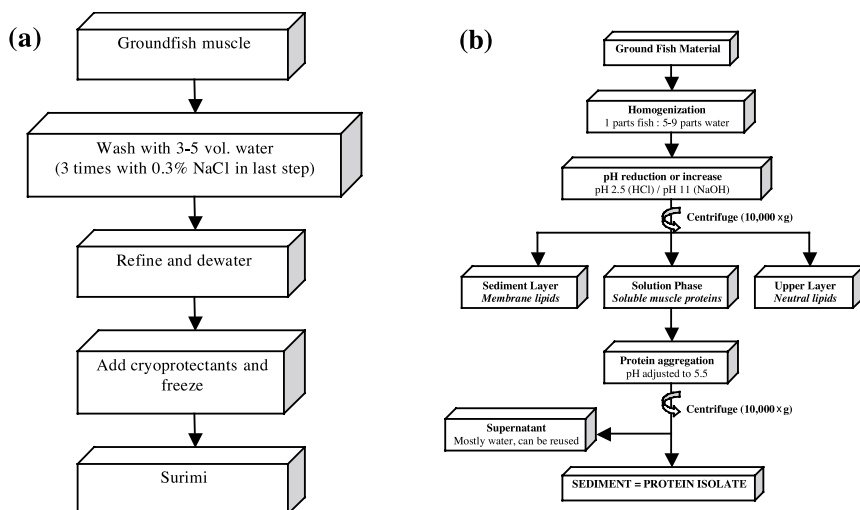 (a)
Groundfish muscle
Wash with 3-5 vol. water
(3 times with 0.3% NaCl in last step)
Refine and dewater
Add cryoprotectants and
freeze
Surimi
(b)
Ground Fish Material
Homogenization
1 parts fish : 5-9 parts water
pH reduction or increase
pH 2.5 (HCl) / pH 11 (NaOH)
Centrifuge (10,000 × g)
Sediment Layer
Membrane lipids
Solution Phase
Soluble muscle proteins
Upper Layer
Neutral lipids
Protein aggregation
pH adjusted to 5.5
Centrifuge (10,000 × g)
Supernatant
Mostly water, can be reused
SEDIMENT = PROTEIN ISOLATE